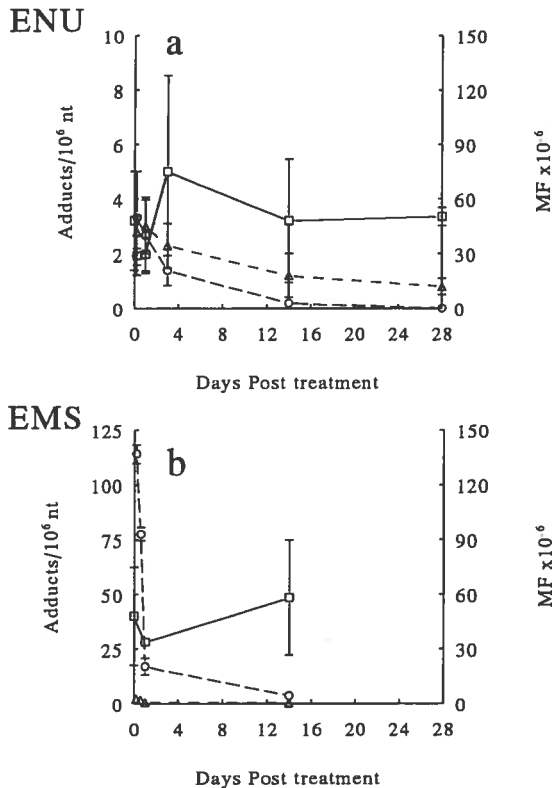 ENU
a
10
8
6
4
2
0
Adducts/10⁶ nt
150
120
90
60
30
0
MF x10⁻⁶
0 4 8 12 16 20 24 28
Days Post treatment
EMS
b
125
100
75
50
25
0
Adducts/10⁶ nt
150
120
90
60
30
0
MF x10⁻⁶
0 4 8 12 16 20 24 28
Days Post treatment